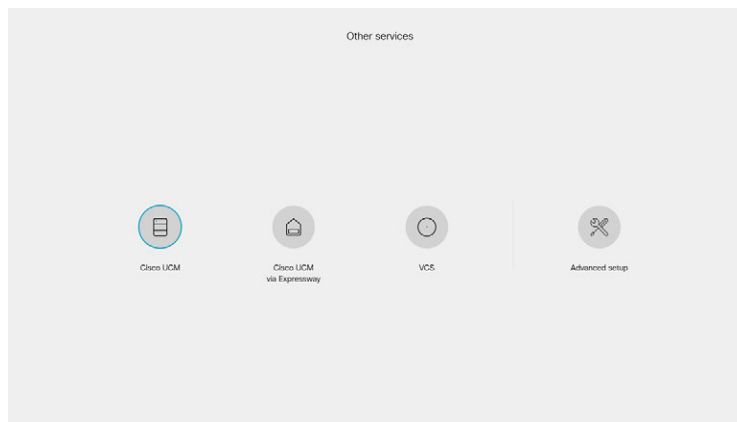 Other services
Cisco UCM
Cisco UCM
via Expressway
VCS
Advanced setup